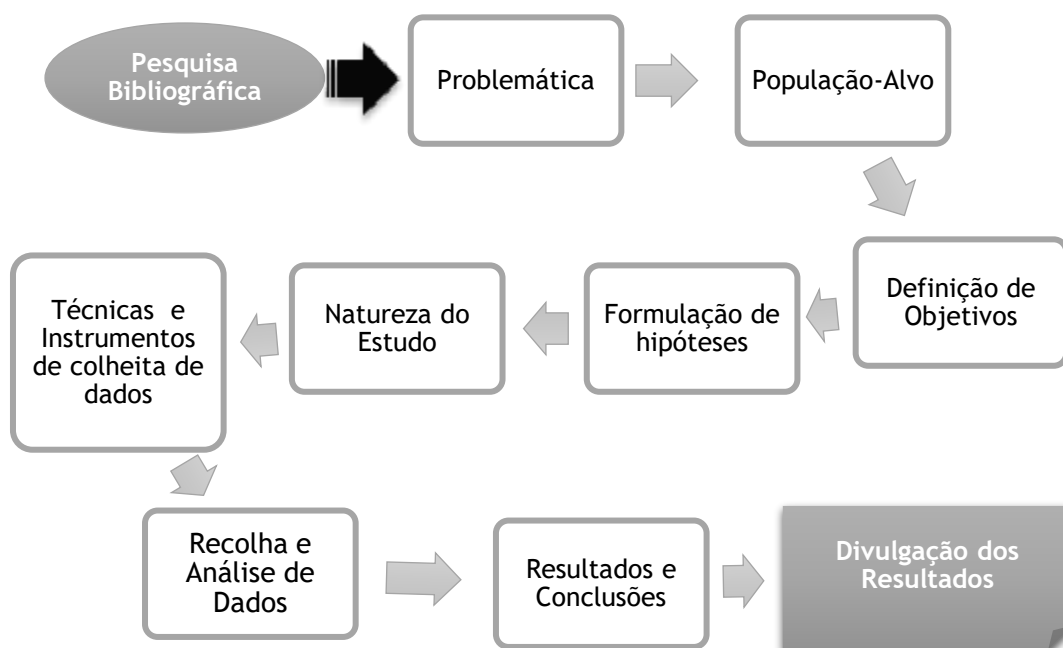 Pesquisa
Bibliográfica
Problemática
População-Alvo
Definição de
Objetivos
Formulação de
hipóteses
Natureza do
Estudo
Técnicas e
Instrumentos
de colheita de
dados
Recolha e
Análise de
Dados
Resultados e
Conclusões
Divulgação dos
Resultados